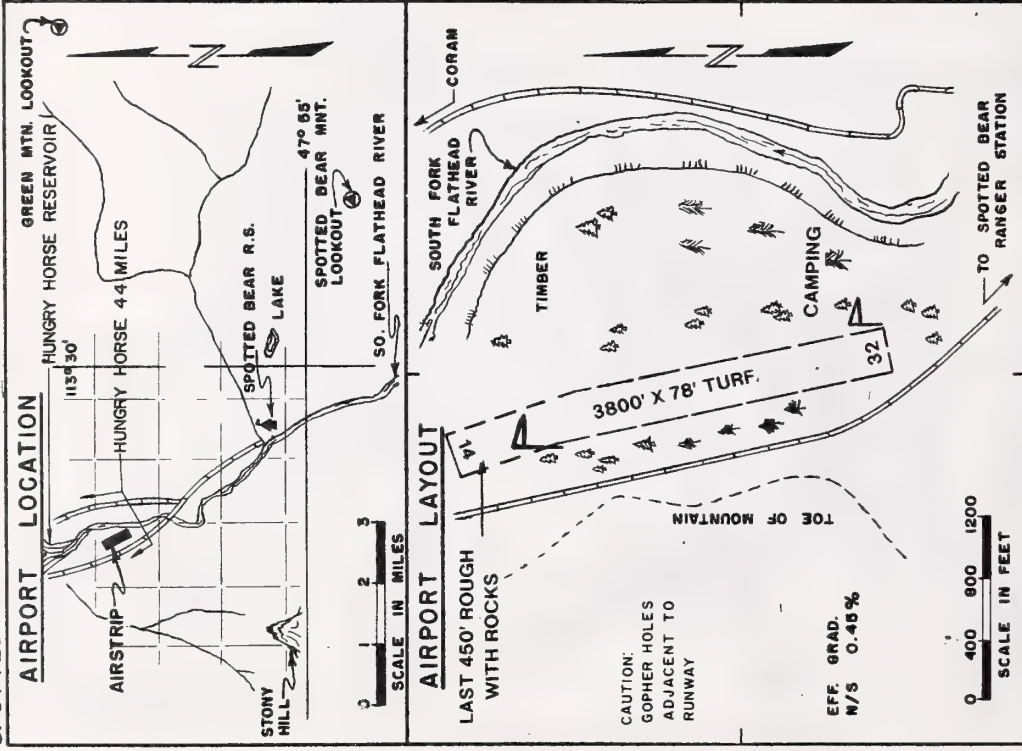 AIRPORT LOCATION
GREEN MTN. LOOKOUT
HUNGRY HORSE RESERVOIR
113° 30'
HUNGRY HORSE 44 MILES
N
AIRSTRIP
SPOTTED BEAR R.S.
LAKE
47° 55'
SPOTTED BEAR MNT.
LOOKOUT
STONY
HILL
SO. FORK FLATHEAD RIVER
0 1 2 3
SCALE IN MILES
AIRPORT LAYOUT
LAST 450' ROUGH
WITH ROCKS
14
3800' X 78' TURF.
32
SOUTH FORK
FLATHEAD
RIVER
CORAM
N
TIMBER
CAMPING
TOE OF MOUNTAIN
CAUTION:
GOPHER HOLES
ADJACENT TO
RUNWAY
EFF. GRAD.
N/S 0.45%
TO SPOTTED BEAR
RANGER STATION
0 400 800 1200
SCALE IN FEET